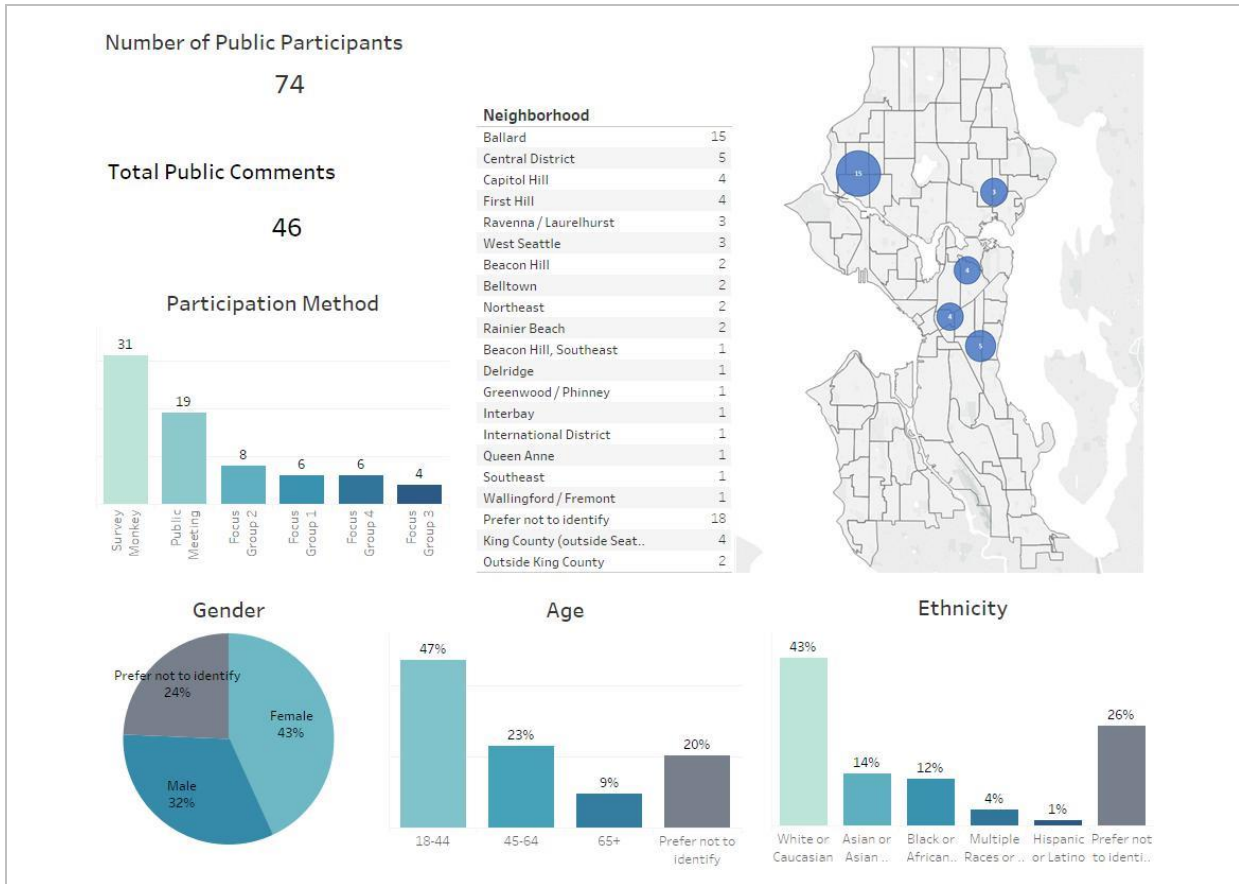 Number of Public Participants
74
Total Public Comments
46
Participation Method
31
19
8
6
6
4
Survey
Monkey
Public
Meeting
Focus
Group 2
Focus
Group 1
Focus
Group 4
Focus
Group 3
Neighborhood
Ballard 15
Central District 5
Capitol Hill 4
First Hill 4
Ravenna / Laurelhurst 3
West Seattle 3
Beacon Hill 2
Belltown 2
Northeast 2
Rainier Beach 2
Beacon Hill, Southeast 1
Delridge 1
Greenwood / Phinney 1
Interbay 1
International District 1
Queen Anne 1
Southeast 1
Wallingford / Fremont 1
Prefer not to identify 18
King County (outside Seat.. 4
Outside King County 2
15
3
4
4
5
Gender
Prefer not to identify
24%
Female
43%
Male
32%
Age
47%
23%
9%
20%
18-44
45-64
65+
Prefer not to
identify
Ethnicity
43%
14%
12%
4%
1%
26%
White or
Caucasian
Asian or
Asian ..
Black or
African..
Multiple
Races or ..
Hispanic
or Latino
Prefer not
to identi..